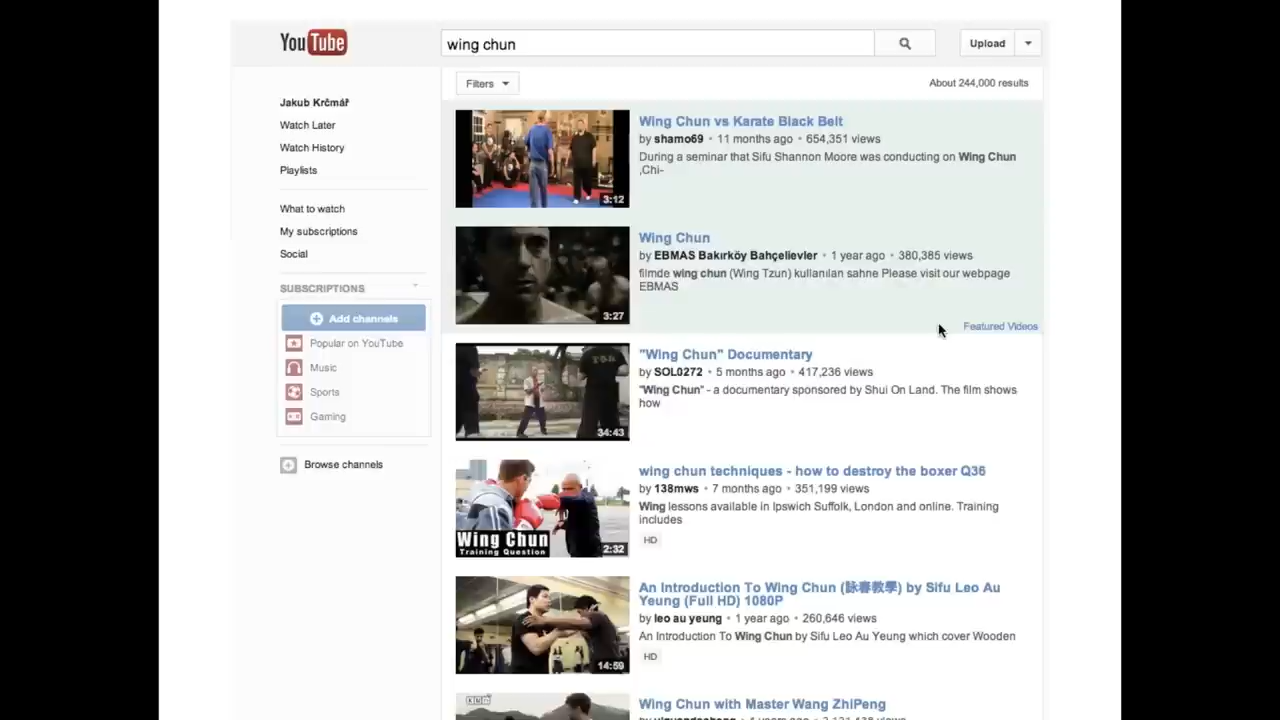 YouTube
wing chun
Upload
Filters
About 244,000 results
Jakub Krčmář
Watch Later
Watch History
Playlists
What to watch
My subscriptions
Social
SUBSCRIPTIONS
Add channels
Popular on YouTube
Music
Sports
Gaming
Browse channels
Wing Chun vs Karate Black Belt
by shamo69 • 11 months ago • 654,351 views
During a seminar that Sifu Shannon Moore was conducting on Wing Chun
,Chi-
3:12
Wing Chun
by EBMAS Bakırköy Bahçelievler • 1 year ago • 380,385 views
filmde wing chun (Wing Tzun) kullanılan sahne Please visit our webpage
EBMAS
3:27
Featured Videos
"Wing Chun" Documentary
by SOL0272 • 5 months ago • 417,236 views
"Wing Chun" - a documentary sponsored by Shui On Land. The film shows
how
34:43
wing chun techniques - how to destroy the boxer Q36
by 138mws • 7 months ago • 351,199 views
Wing lessons available in Ipswich Suffolk, London and online. Training
includes
HD
Wing Chun
Training Question
2:32
An Introduction To Wing Chun (詠春教學) by Sifu Leo Au
Yeung (Full HD) 1080P
by leo au yeung • 1 year ago • 260,646 views
An Introduction To Wing Chun by Sifu Leo Au Yeung which cover Wooden
HD
14:59
Wing Chun with Master Wang ZhiPeng